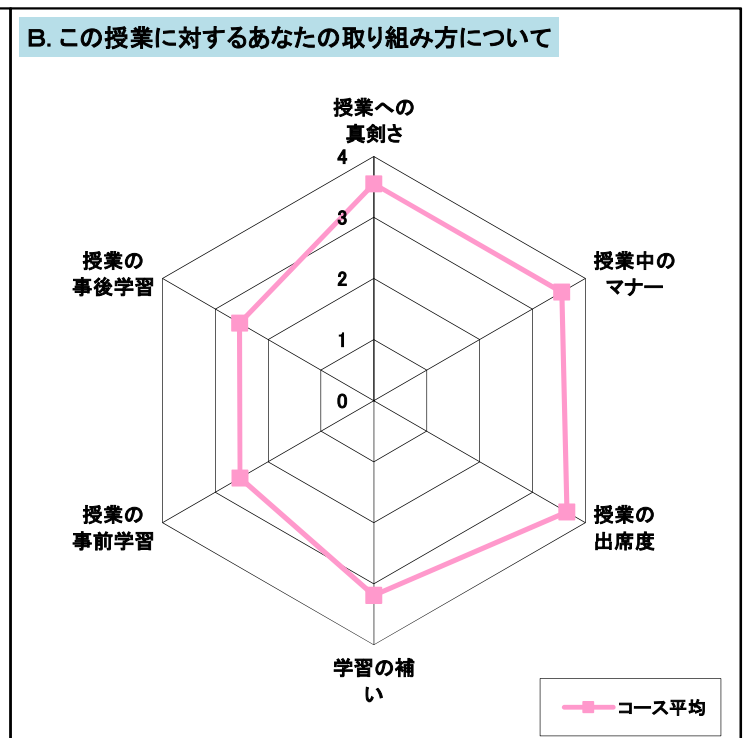 B. この授業に対するあなたの取り組み方について
授業への
真剣さ
4
3
2
1
0
授業中の
マナー
授業の
出席度
学習の補
い
授業の
事前学習
授業の
事後学習
コース平均